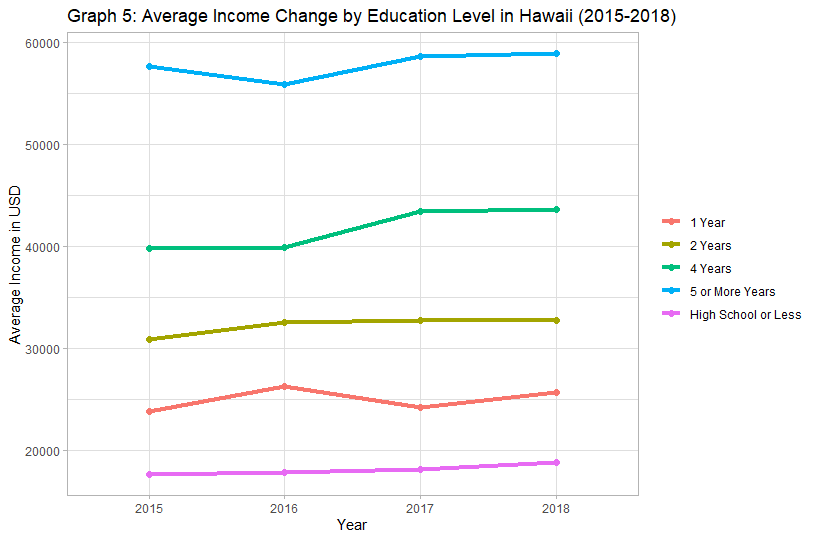 Graph 5: Average Income Change by Education Level in Hawaii (2015-2018)
60000
50000
40000
30000
20000
Average Income in USD
2015 2016 2017 2018
Year
1 Year
2 Years
4 Years
5 or More Years
High School or Less